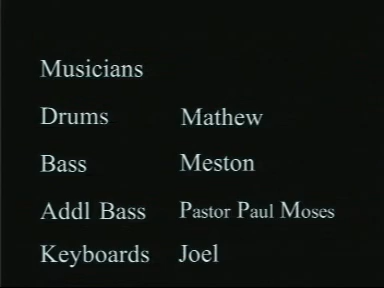 Musicians
Drums Mathew
Bass Meston
Addl Bass Pastor Paul Moses
Keyboards Joel